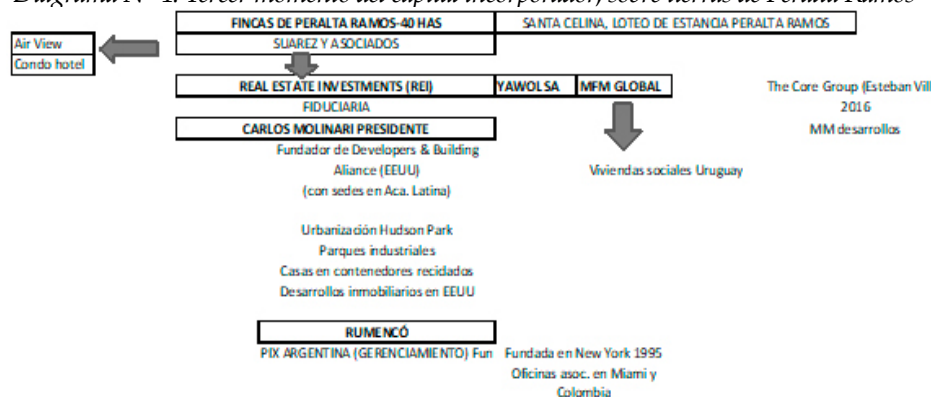 Diagrama N° 1. Tercer momento del capital incorporador, sobre tierras de Peralta Ramos
FINCAS DE PERALTA RAMOS-40 HAS
SANTA CELINA, LOTEO DE ESTANCIA PERALTA RAMOS
Air View
Condo hotel
SUAREZ Y ASOCIADOS
REAL ESTATE INVESTMENTS (REI)
YAWOL SA
MFM GLOBAL
The Core Group (Esteban Vill
2016
MM desarrollos
FIDUCIARIA
CARLOS MOLINARI PRESIDENTE
Fundador de Developers & Building
Aliance (EEUU)
(con sedes en Aca. Latina)
Viviendas sociales Uruguay
Urbanización Hudson Park
Parques industriales
Casas en contenedores recidados
Desarrollos inmobiliarios en EEUU
RUMENCÓ
PIX ARGENTINA (GERENCIAMIENTO) Fun
Fundada en New York 1995
Oficinas asoc. en Miami y
Colombia